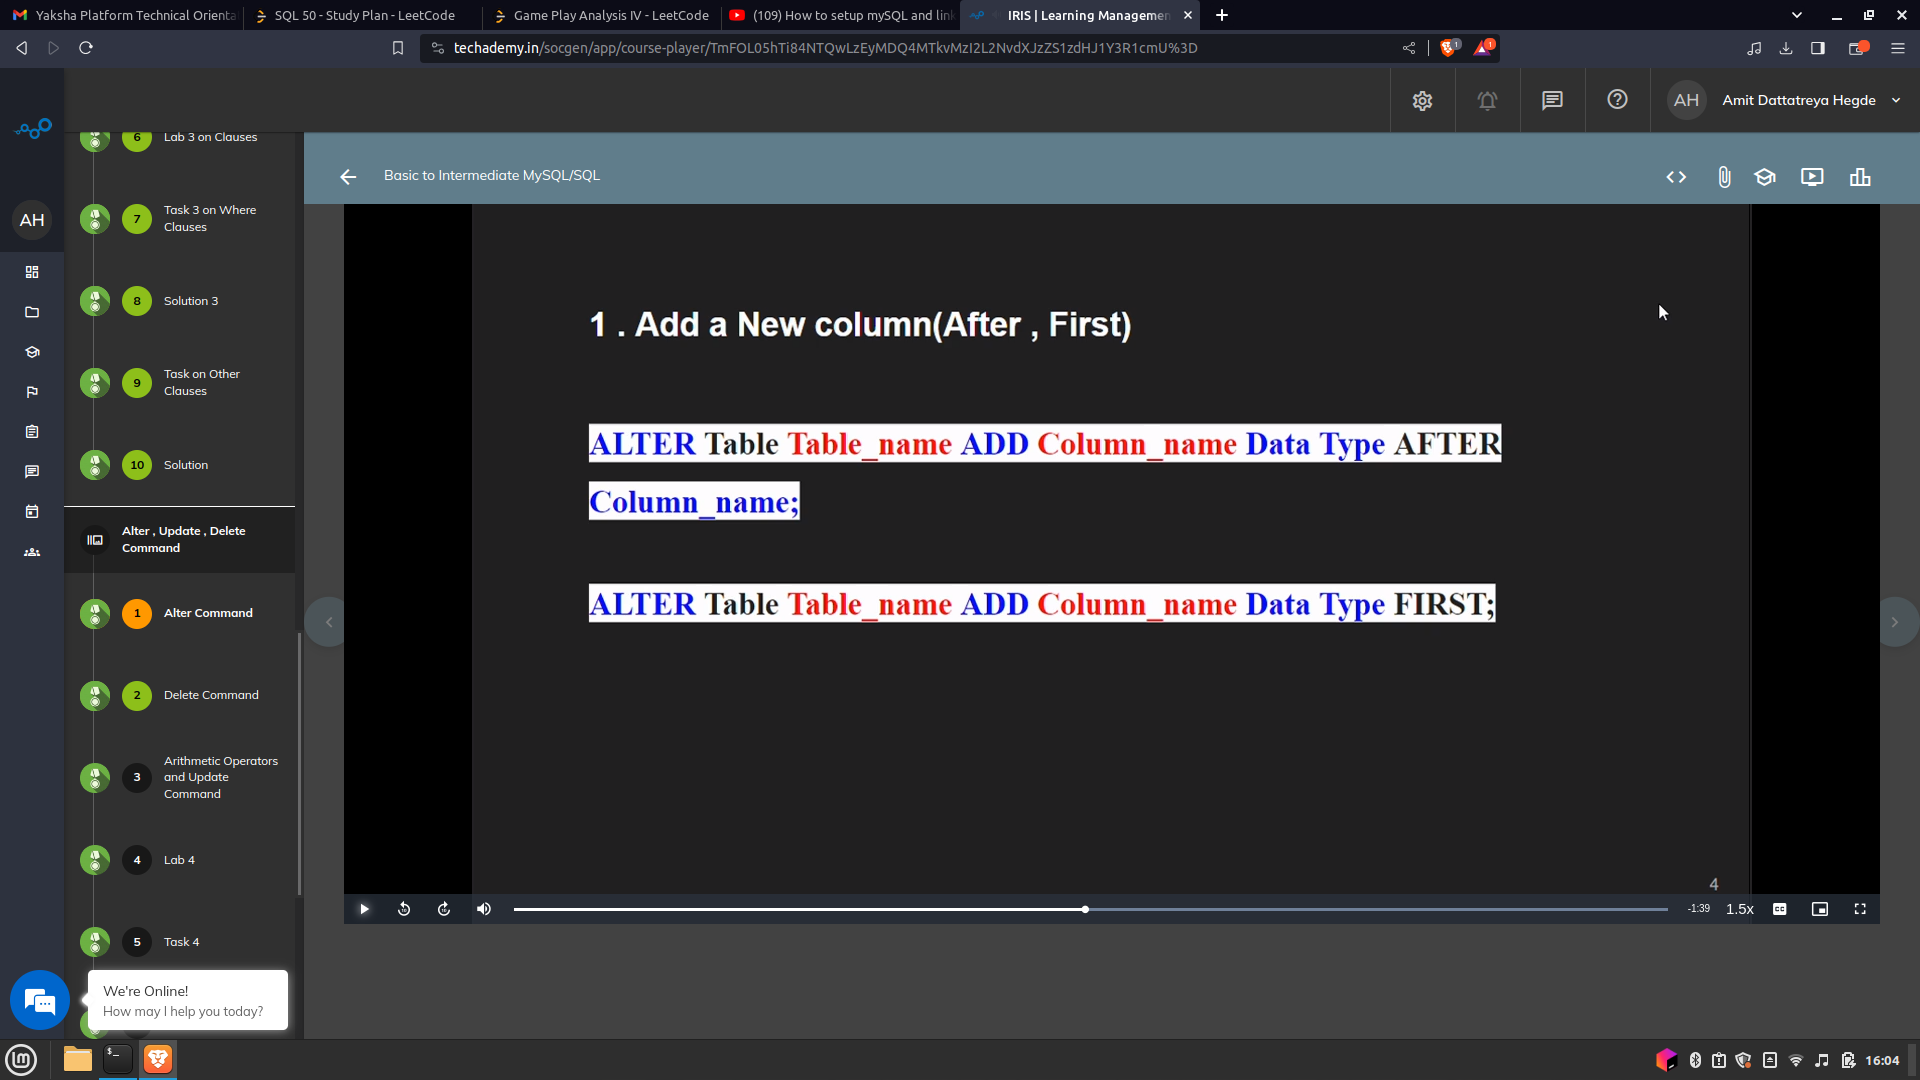 Yaksha Platform Technical Orienta
SQL 50 - Study Plan - LeetCode
Game Play Analysis IV - LeetCode
(109) How to setup mySQL and link
IRIS | Learning Managemen
techademy.in/socgen/app/course-player/TmFOL05hTi84NTQwLzEyMDQ4MTkvMzI2L2NvdXJzZS1zdHJ1Y3R1cmU%3D
1
1
AH
Amit Dattatreya Hegde
Basic to Intermediate MySQL/SQL
AH
6
Lab 3 on Clauses
7
Task 3 on Where
Clauses
8
Solution 3
9
Task on Other
Clauses
10
Solution
Alter , Update , Delete
Command
1
Alter Command
2
Delete Command
3
Arithmetic Operators
and Update
Command
4
Lab 4
5
Task 4
We're Online!
How may I help you today?
1 . Add a New column(After , First)
ALTER Table Table_name ADD Column_name Data Type AFTER
Column_name;
ALTER Table Table_name ADD Column_name Data Type FIRST;
4
-1:39
1.5x
CC
16:04